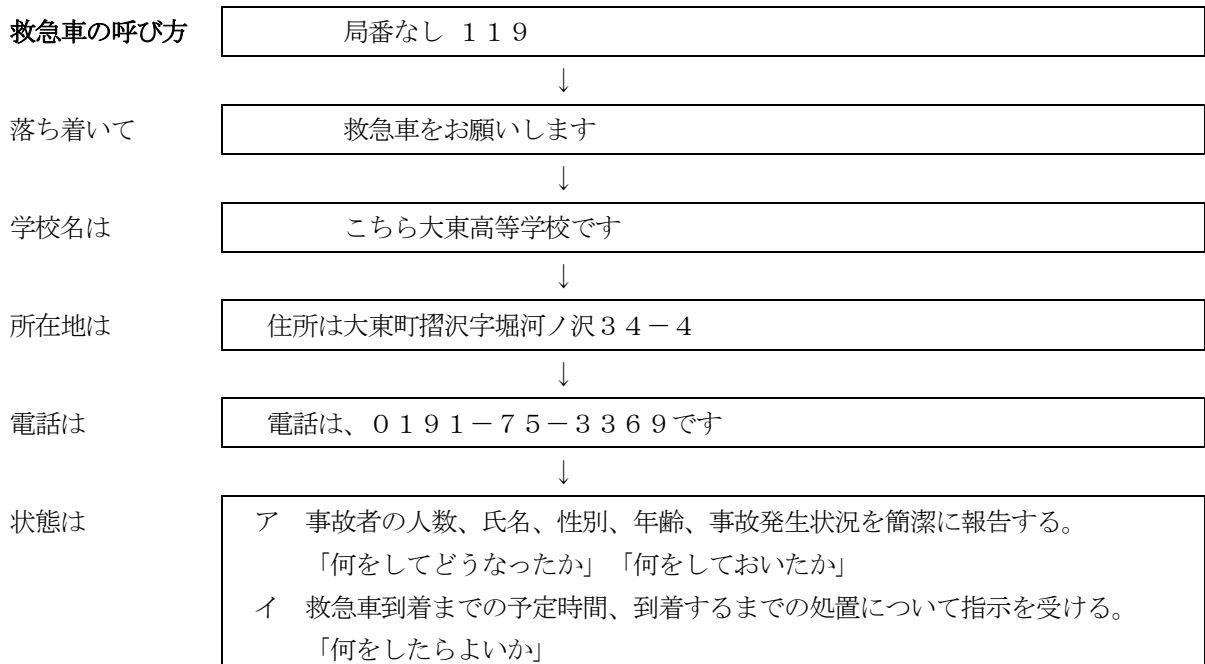 救急車の呼び方　局番なし １１９
↓
落ち着いて　救急車をお願いします
↓
学校名は　こちら大東高等学校です
↓
所在地は　住所は大東町摺沢字堀河ノ沢３４－４
↓
電話は　電話は、０１９１－７５－３３６９です
↓
状態は　ア　事故者の人数、氏名、性別、年齢、事故発生状況を簡潔に報告する。
「何をしてどうなったか」「何をしておいたか」
イ　救急車到着までの予定時間、到着するまでの処置について指示を受ける。
「何をしたらよいか」